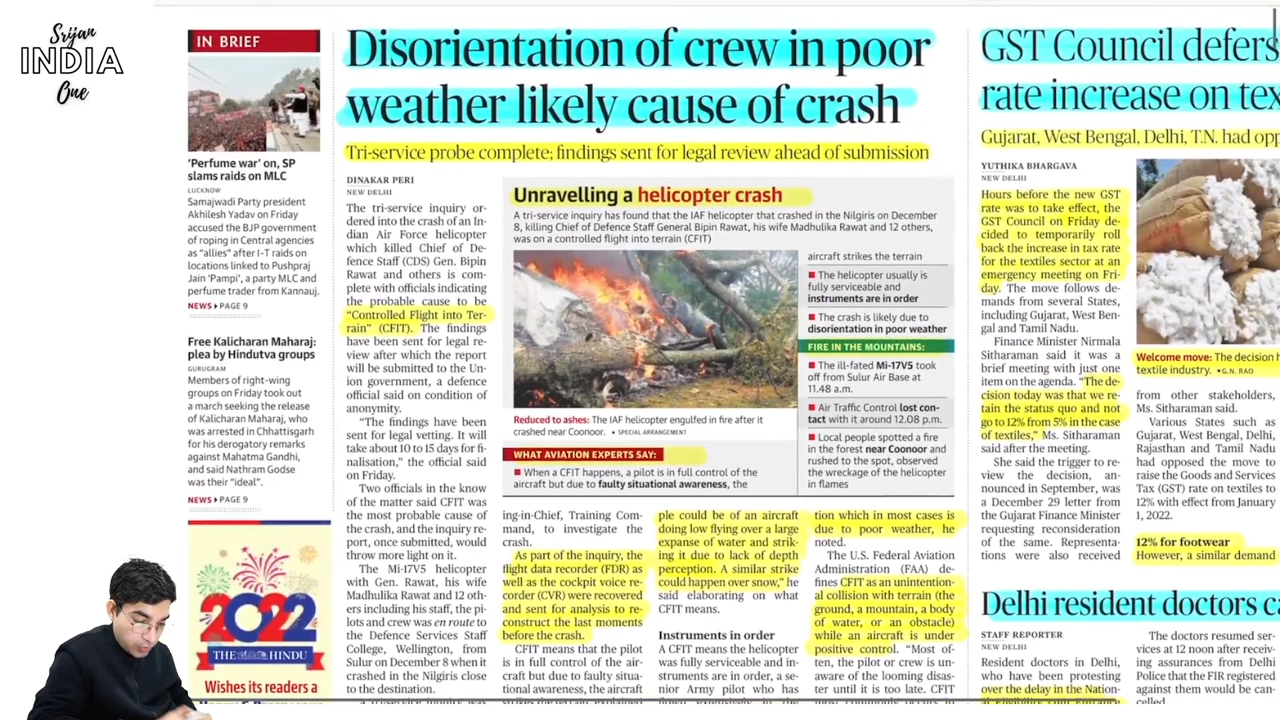 Srijan
INDIA
One
IN BRIEF
‘Perfume war’ on, SP
slams raids on MLC
LUCKNOW
Samajwadi Party president
Akhilesh Yadav on Friday
accused the BJP government
of roping in Central agencies
as “allies” after I-T raids on
locations linked to Pushpraj
Jain ‘Pampi’, a party MLC and
perfume trader from Kannauj.
NEWS PAGE 9
Free Kalicharan Maharaj:
plea by Hindutva groups
GURUGRAM
Members of right-wing
groups on Friday took out
a march seeking the release
of Kalicharan Maharaj, who
was arrested in Chhattisgarh
for his derogatory remarks
against Mahatma Gandhi,
and said Nathram Godse
was their “ideal”.
NEWS PAGE 9
2022
THE HINDU
Wishes its readers a
Disorientation of crew in poor
weather likely cause of crash
Tri-service probe complete; findings sent for legal review ahead of submission
DINAKAR PERI
NEW DELHI
The tri-service inquiry or-
dered into the crash of an In-
dian Air Force helicopter
which killed Chief of De-
fence Staff (CDS) Gen. Bipin
Rawat and others is com-
plete with officials indicating
the probable cause to be
“Controlled Flight into Ter-
rain” (CFIT). The findings
have been sent for legal re-
view after which the report
will be submitted to the Un-
ion government, a defence
official said on condition of
anonymity.
“The findings have been
sent for legal vetting. It will
take about 10 to 15 days for fi-
nalisation,” the official said
on Friday.
Two officials in the know
of the matter said CFIT was
the most probable cause of
the crash, and the inquiry re-
port, once submitted, would
throw more light on it.
The Mi-17V5 helicopter
with Gen. Rawat, his wife
Madhulika Rawat and 12 oth-
ers including his staff, the pi-
lots and crew was en route to
the Defence Services Staff
College, Wellington, from
Sulur on December 8 when it
crashed in the Nilgiris close
to the destination.
Unravelling a helicopter crash
A tri-service inquiry has found that the IAF helicopter that crashed in the Nilgiris on December
8, killing Chief of Defence Staff General Bipin Rawat, his wife Madhulika Rawat and 12 others,
was on a controlled flight into terrain (CFIT)
Reduced to ashes: The IAF helicopter engulfed in fire after it
crashed near Coonoor. • SPECIAL ARRANGEMENT
WHAT AVIATION EXPERTS SAY:
When a CFIT happens, a pilot is in full control of the
aircraft but due to faulty situational awareness, the
aircraft strikes the terrain
The helicopter usually is
fully serviceable and
instruments are in order
The crash is likely due to
disorientation in poor weather
FIRE IN THE MOUNTAINS:
The ill-fated Mi-17V5 took
off from Sulur Air Base at
11.48 a.m.
Air Traffic Control lost con-
tact with it around 12.08 p.m.
Local people spotted a fire
in the forest near Coonoor and
rushed to the spot, observed
the wreckage of the helicopter
in flames
ing-in-Chief, Training Com-
mand, to investigate the
crash.
As part of the inquiry, the
flight data recorder (FDR) as
well as the cockpit voice re-
corder (CVR) were recovered
and sent for analysis to re-
construct the last moments
before the crash.
CFIT means that the pilot
is in full control of the air-
craft but due to faulty situa-
tional awareness, the aircraft
ple could be of an aircraft
doing low flying over a large
expanse of water and strik-
ing it due to lack of depth
perception. A similar strike
could happen over snow,” he
said elaborating on what
CFIT means.
Instruments in order
A CFIT means the helicopter
was fully serviceable and in-
struments are in order, a se-
nior Army pilot who has
tion which in most cases is
due to poor weather, he
noted.
The U.S. Federal Aviation
Administration (FAA) de-
fines CFIT as an unintention-
al collision with terrain (the
ground, a mountain, a body
of water, or an obstacle)
while an aircraft is under
positive control. “Most of-
ten, the pilot or crew is un-
aware of the looming disas-
ter until it is too late. CFIT
GST Council defers
rate increase on tex
Gujarat, West Bengal, Delhi, T.N. had opp
YUTHIKA BHARGAVA
NEW DELHI
Hours before the new GST
rate was to take effect, the
GST Council on Friday de-
cided to temporarily roll
back the increase in tax rate
for the textiles sector at an
emergency meeting on Fri-
day. The move follows de-
mands from several States,
including Gujarat, West Ben-
gal and Tamil Nadu.
Finance Minister Nirmala
Sitharaman said it was a
brief meeting with just one
item on the agenda. “The de-
cision today was that we re-
tain the status quo and not
go to 12% from 5% in the case
of textiles,” Ms. Sitharaman
said after the meeting.
She said the trigger to re-
view the decision, an-
nounced in September, was
a December 29 letter from
the Gujarat Finance Minister
requesting reconsideration
of the same. Representa-
tions were also received
Welcome move: The decision h
textile industry. • G.N. RAO
from other stakeholders,
Ms. Sitharaman said.
Various States such as
Gujarat, West Bengal, Delhi,
Rajasthan and Tamil Nadu
had opposed the move to
raise the Goods and Services
Tax (GST) rate on textiles to
12% with effect from January
1, 2022.
12% for footwear
However, a similar demand
Delhi resident doctors c
STAFF REPORTER
NEW DELHI
Resident doctors in Delhi,
who have been protesting
over the delay in the Nation-
The doctors resumed ser-
vices at 12 noon after receiv-
ing assurances from Delhi
Police that the FIR registered
against them would be can-
celled.